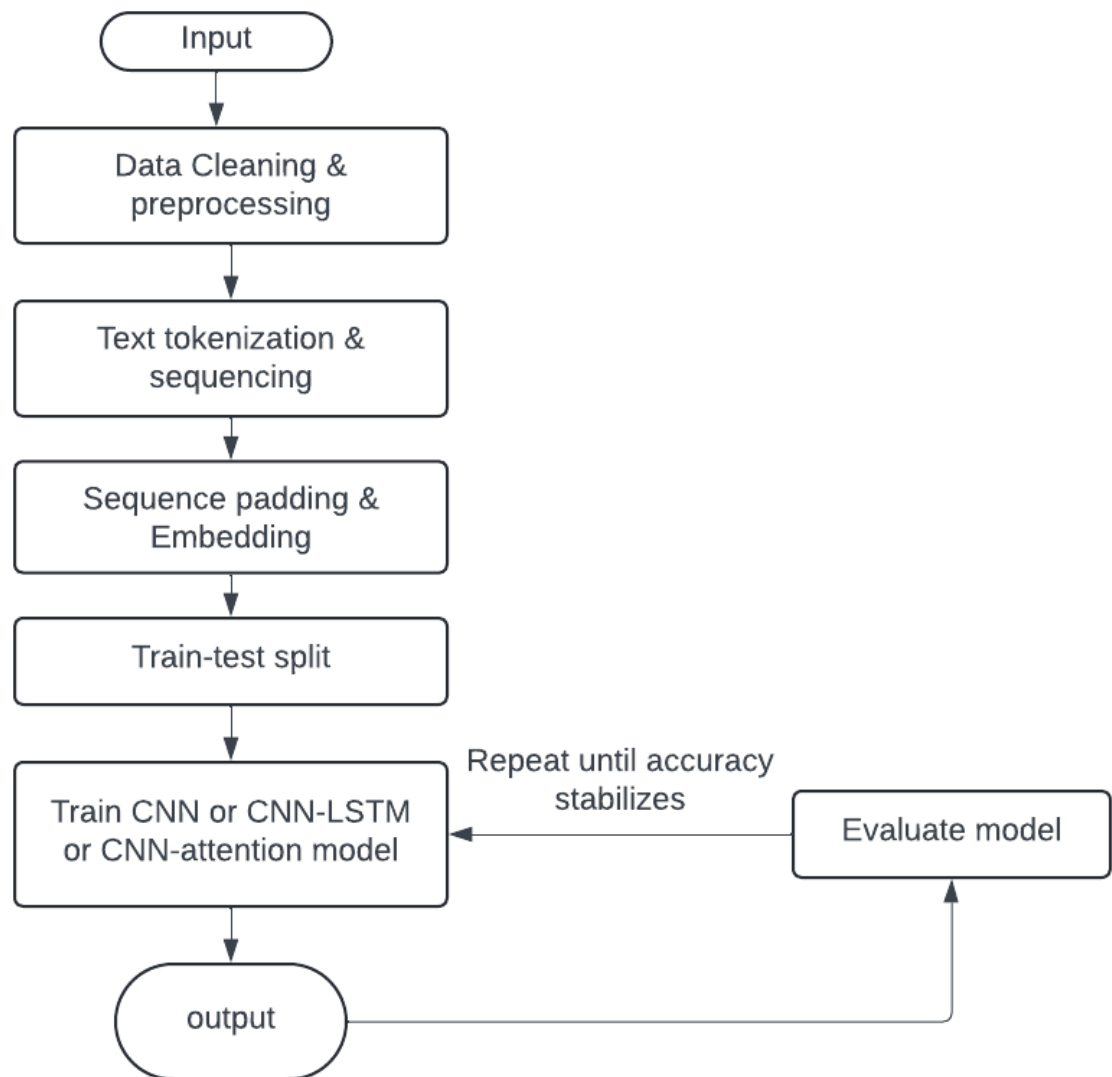 Input
Data Cleaning &
preprocessing
Text tokenization &
sequencing
Sequence padding &
Embedding
Train-test split
Train CNN or CNN-LSTM
or CNN-attention model
Repeat until accuracy
stabilizes
Evaluate model
output